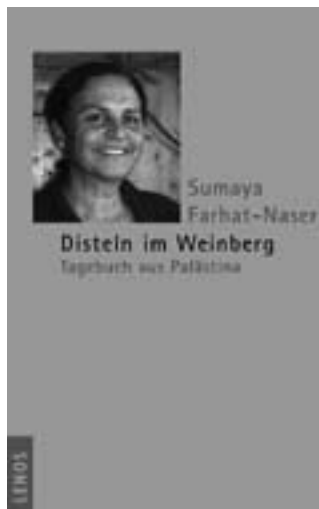 Sumaya
Farhat-Naser
Disteln im Weinberg
Tagebuch aus Palästina
LENOS